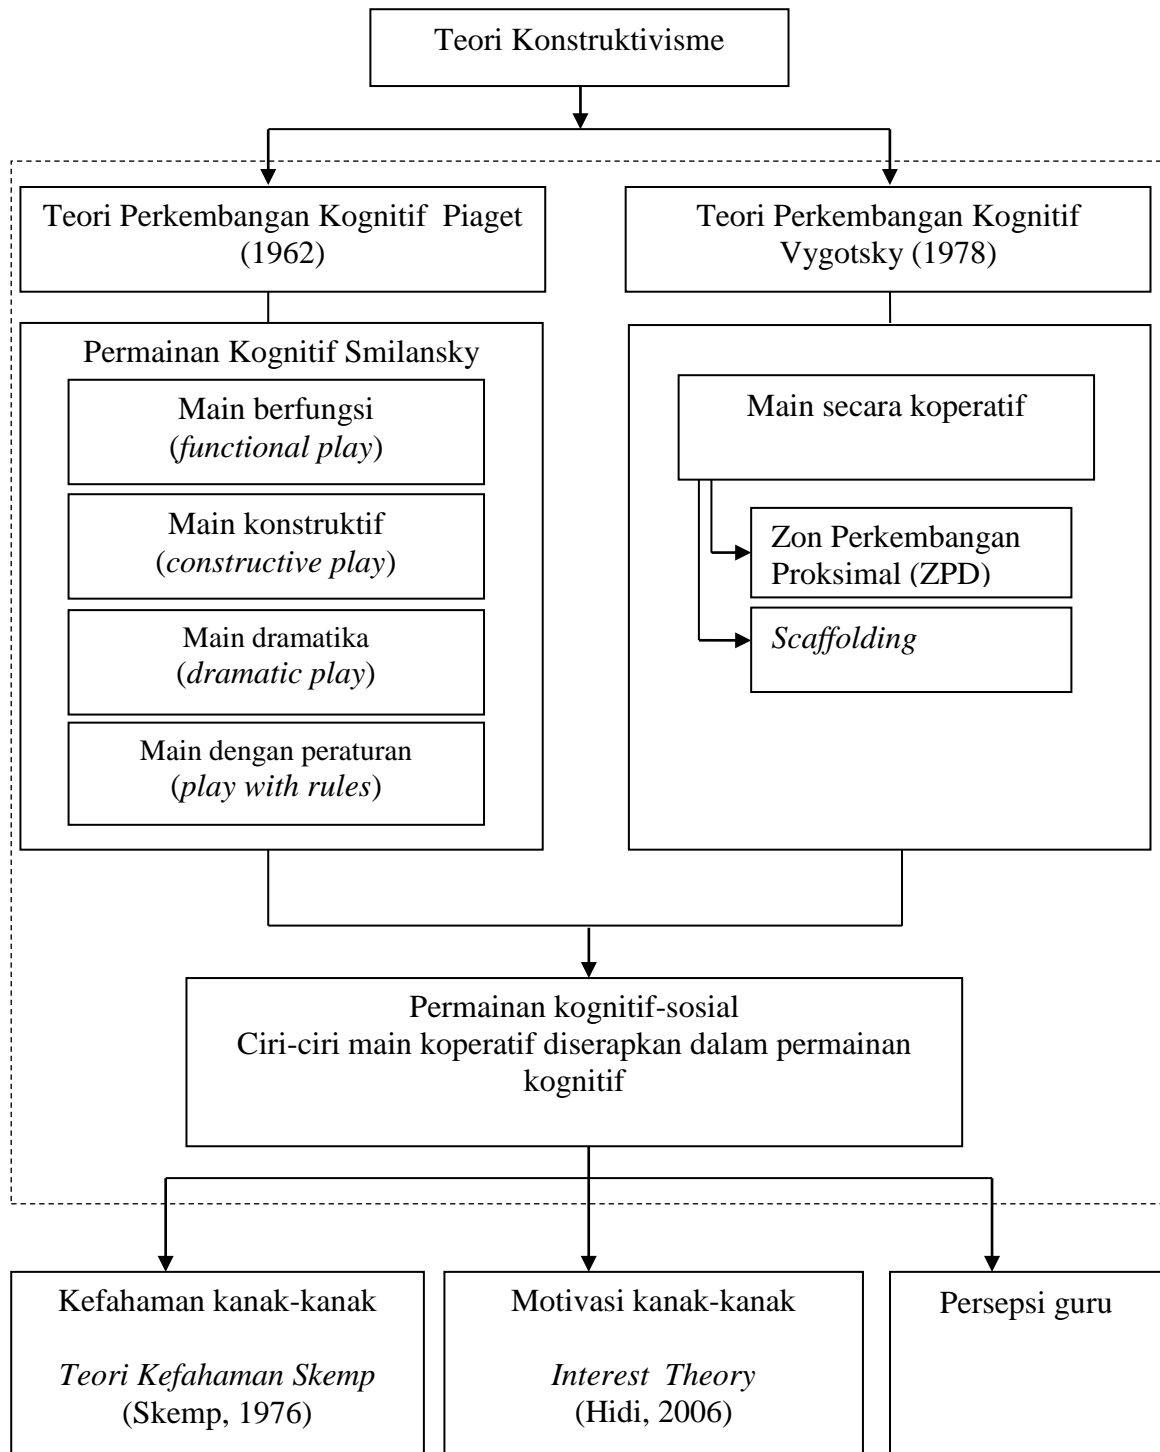 Teori Konstruktivisme
Teori Perkembangan Kognitif Piaget
(1962)
Teori Perkembangan Kognitif
Vygotsky (1978)
Permainan Kognitif Smilansky
Main berfungsi
(functional play)
Main konstruktif
(constructive play)
Main dramatika
(dramatic play)
Main dengan peraturan
(play with rules)
Main secara koperatif
Zon Perkembangan
Proksimal (ZPD)
Scaffolding
Permainan kognitif-sosial
Ciri-ciri main koperatif diserapkan dalam permainan
kognitif
Kefahaman kanak-kanak
Teori Kefahaman Skemp
(Skemp, 1976)
Motivasi kanak-kanak
Interest Theory
(Hidi, 2006)
Persepsi guru